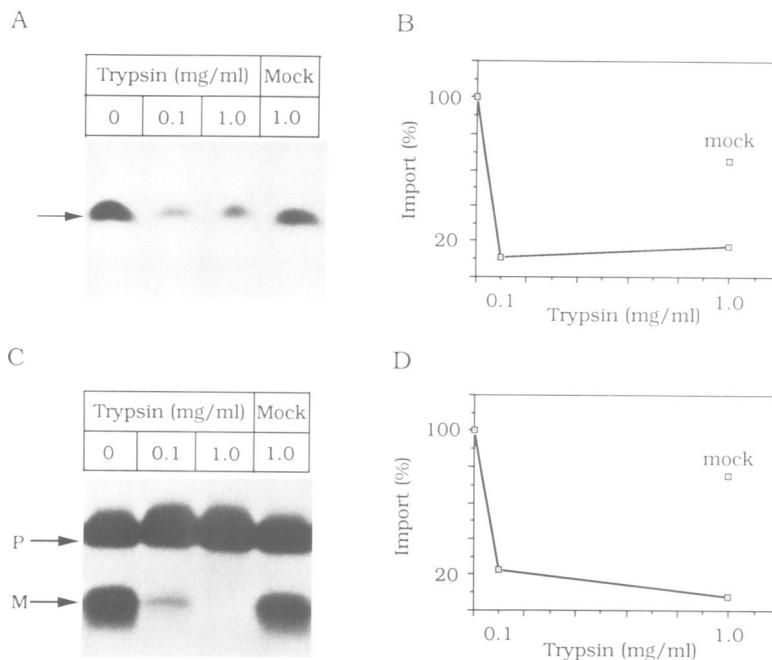 A
Trypsin (mg/ml) Mock
0 0.1 1.0 1.0
B
Import (%)
100
20
mock
0.1 1.0
Trypsin (mg/ml)
C
Trypsin (mg/ml) Mock
0 0.1 1.0 1.0
P
M
D
Import (%)
100
20
mock
0.1 1.0
Trypsin (mg/ml)